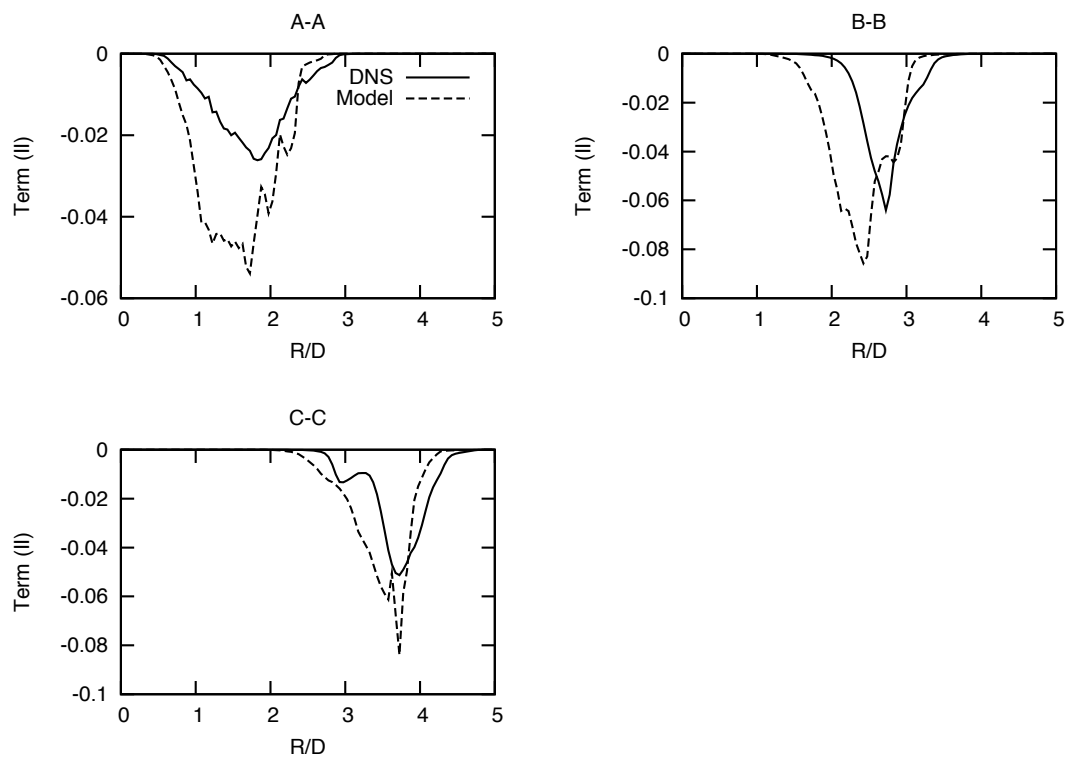 A-A
0
-0.02
-0.04
-0.06
Term (II)
DNS
Model
0 1 2 3 4 5
R/D
B-B
0
-0.02
-0.04
-0.06
-0.08
-0.1
Term (II)
0 1 2 3 4 5
R/D
C-C
0
-0.02
-0.04
-0.06
-0.08
-0.1
Term (II)
0 1 2 3 4 5
R/D